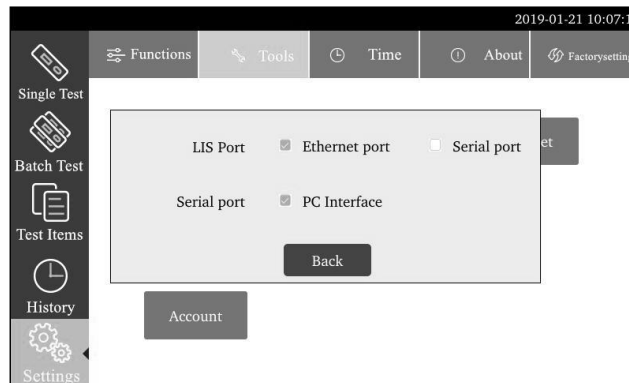 2019-01-21 10:07:1
Functions
Tools
Time
About
Factorysetting
Single Test
Batch Test
Test Items
History
Settings
LIS Port
Ethernet port
Serial port
et
Serial port
PC Interface
Back
Account